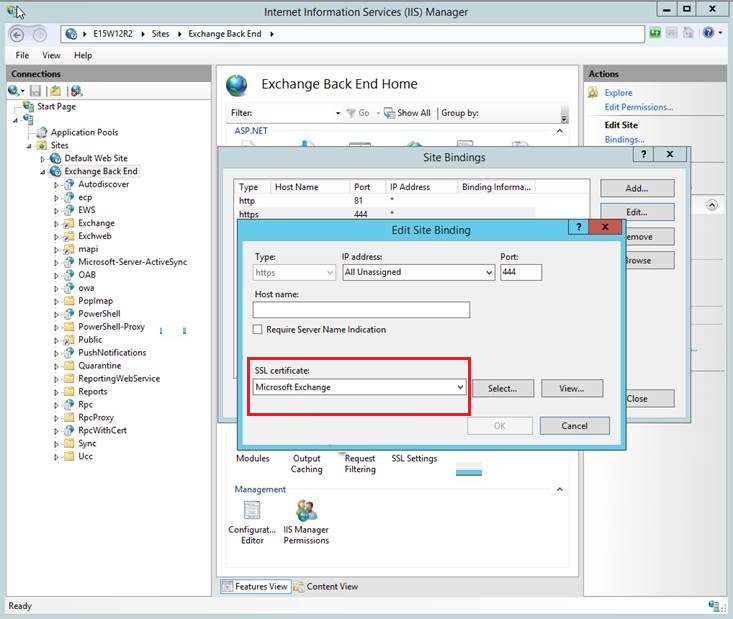 Internet Information Services (IIS) Manager
E15W12R2 Sites Exchange Back End
File View Help
Connections
Start Page
Application Pools
Sites
Default Web Site
Exchange Back End
Autodiscover
ecp
EWS
Exchange
Exchweb
mapi
Microsoft-Server-ActiveSync
OAB
owa
PopImap
PowerShell
PowerShell-Proxy
Public
PushNotifications
Quarantine
ReportingWebService
Reports
Rpc
RpcProxy
RpcWithCert
Sync
Ucc
Exchange Back End Home
Filter: Go Show All Group by:
ASP.NET
Actions
Explore
Edit Permissions...
Edit Site
Bindings...
Site Bindings
? X
Type Host Name Port IP Address Binding Informa...
http 81 *
https 444 *
Add...
Edit...
emove
Browse
Close
Edit Site Binding
? X
Type: IP address: Port:
https All Unassigned 444
Host name:
Require Server Name Indication
SSL certificate:
Microsoft Exchange Select... View...
OK Cancel
Modules Output Caching Request Filtering SSL Settings
Management
Configurat... Editor IIS Manager Permissions
Features View Content View
Ready